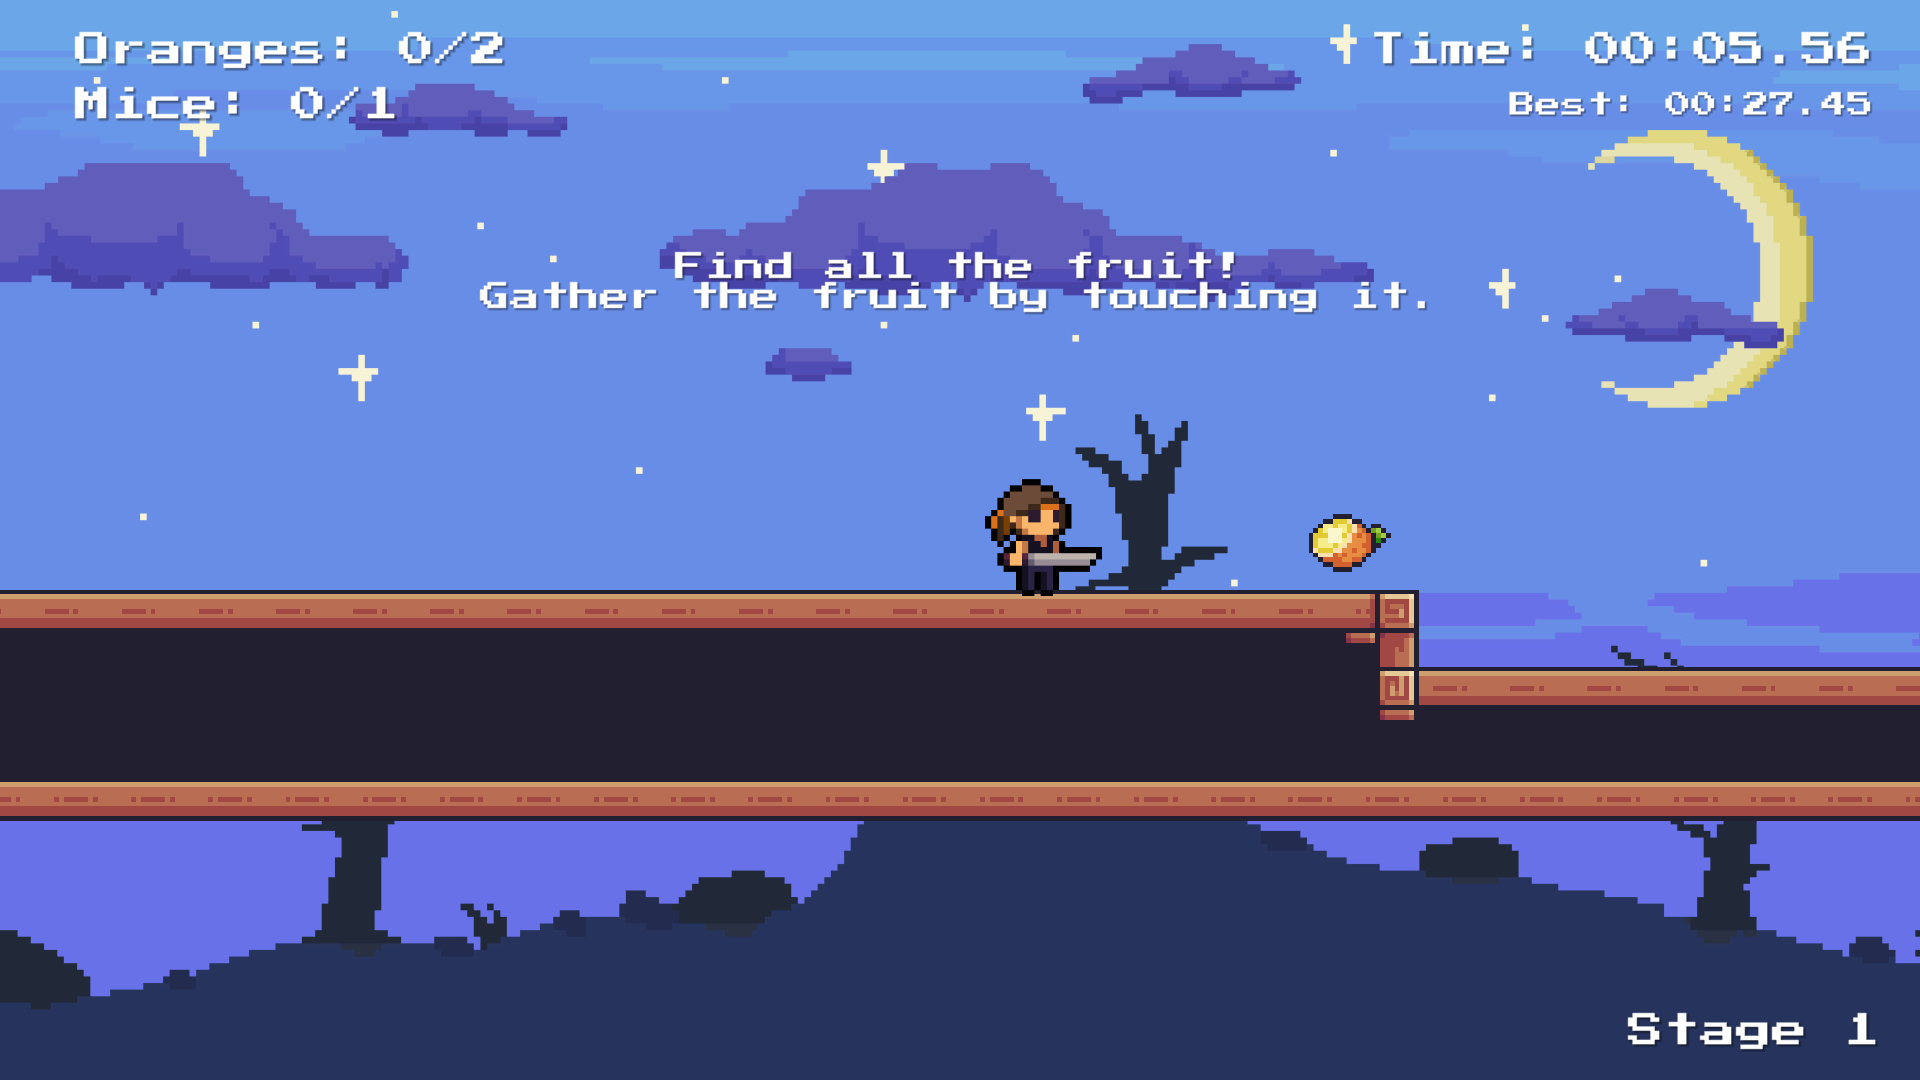 Oranges: 0/2
Mice: 0/1
Time: 00:05.56
Best: 00:27.45
Find all the fruit!
Gather the fruit by touching it.
Stage 1